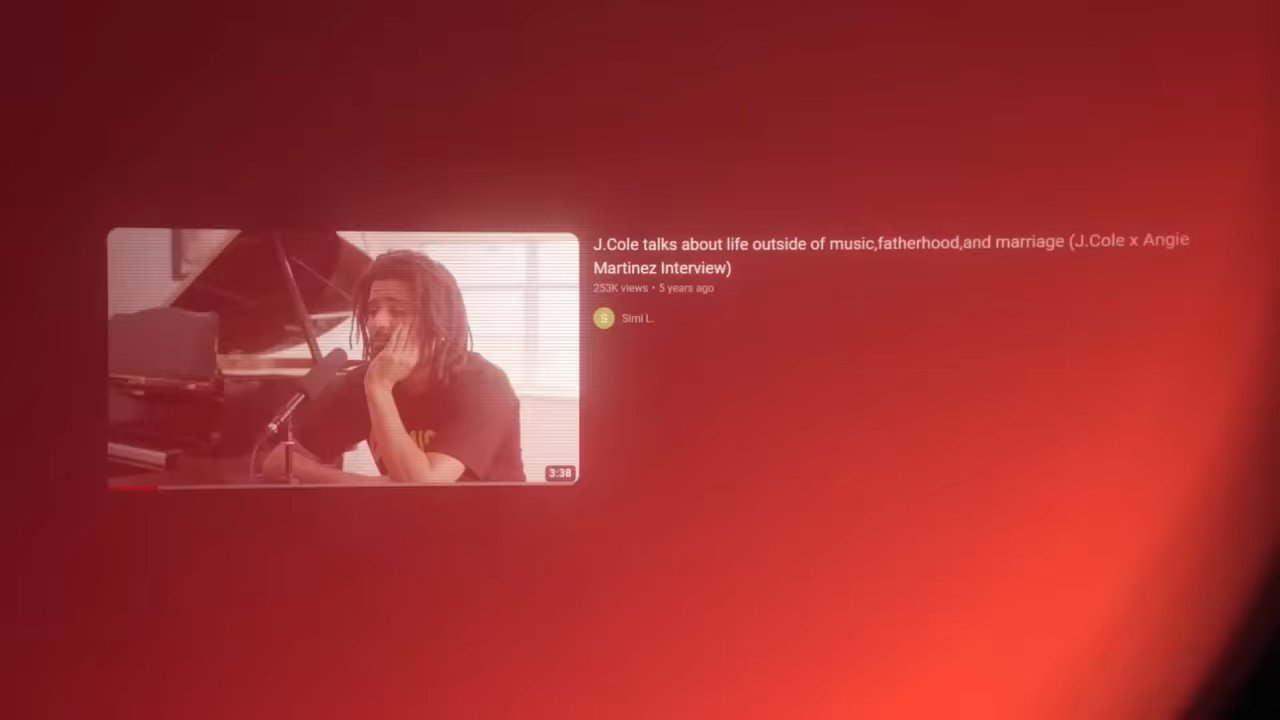 J.Cole talks about life outside of music,fatherhood,and marriage (J.Cole x Angie
Martinez Interview)
253K views • 5 years ago
S
Simi L.
3:38